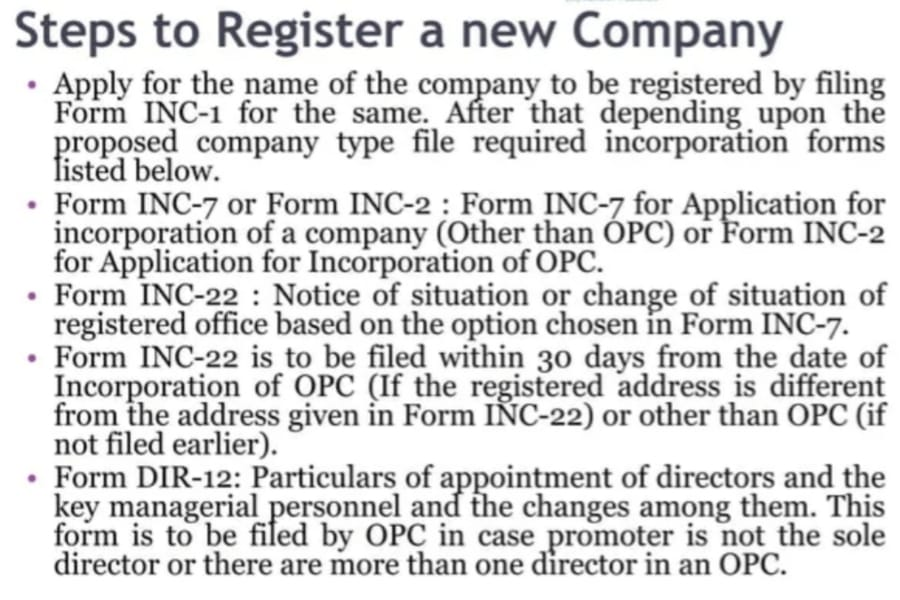 Steps to Register a new Company
• Apply for the name of the company to be registered by filing
Form INC-1 for the same. After that depending upon the
proposed company type file required incorporation forms
listed below.
• Form INC-7 or Form INC-2 : Form INC-7 for Application for
incorporation of a company (Other than OPC) or Form INC-2
for Application for Incorporation of OPC.
• Form INC-22 : Notice of situation or change of situation of
registered office based on the option chosen in Form INC-7.
• Form INC-22 is to be filed within 30 days from the date of
Incorporation of OPC (If the registered address is different
from the address given in Form INC-22) or other than OPC (if
not filed earlier).
• Form DIR-12: Particulars of appointment of directors and the
key managerial personnel and the changes among them. This
form is to be filed by OPC in case promoter is not the sole
director or there are more than one director in an OPC.